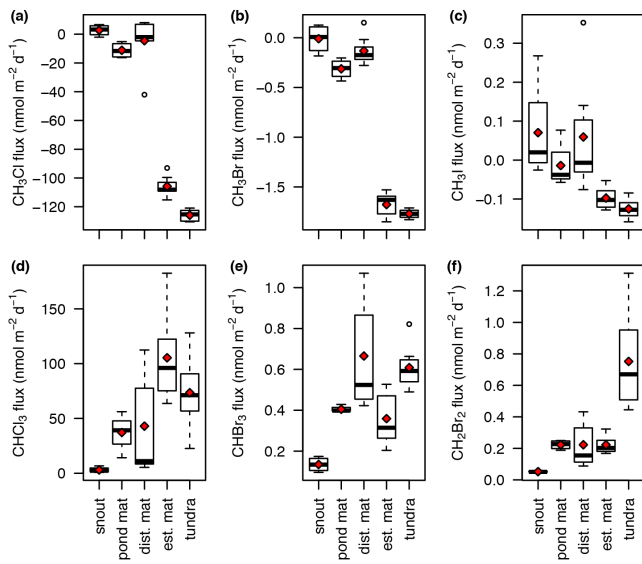 (a)
CH₃Cl flux (nmol m⁻² d⁻¹)
0
−20
−40
−60
−80
−100
−120
(b)
CH₃Br flux (nmol m⁻² d⁻¹)
0.0
−0.5
−1.0
−1.5
(c)
CH₃I flux (nmol m⁻² d⁻¹)
0.3
0.2
0.1
0.0
−0.1
(d)
CHCl₃ flux (nmol m⁻² d⁻¹)
150
100
50
0
snout
pond mat
dist. mat
est. mat
tundra
(e)
CHBr₃ flux (nmol m⁻² d⁻¹)
1.0
0.8
0.6
0.4
0.2
snout
pond mat
dist. mat
est. mat
tundra
(f)
CH₂Br₂ flux (nmol m⁻² d⁻¹)
1.2
1.0
0.8
0.6
0.4
0.2
0.0
snout
pond mat
dist. mat
est. mat
tundra